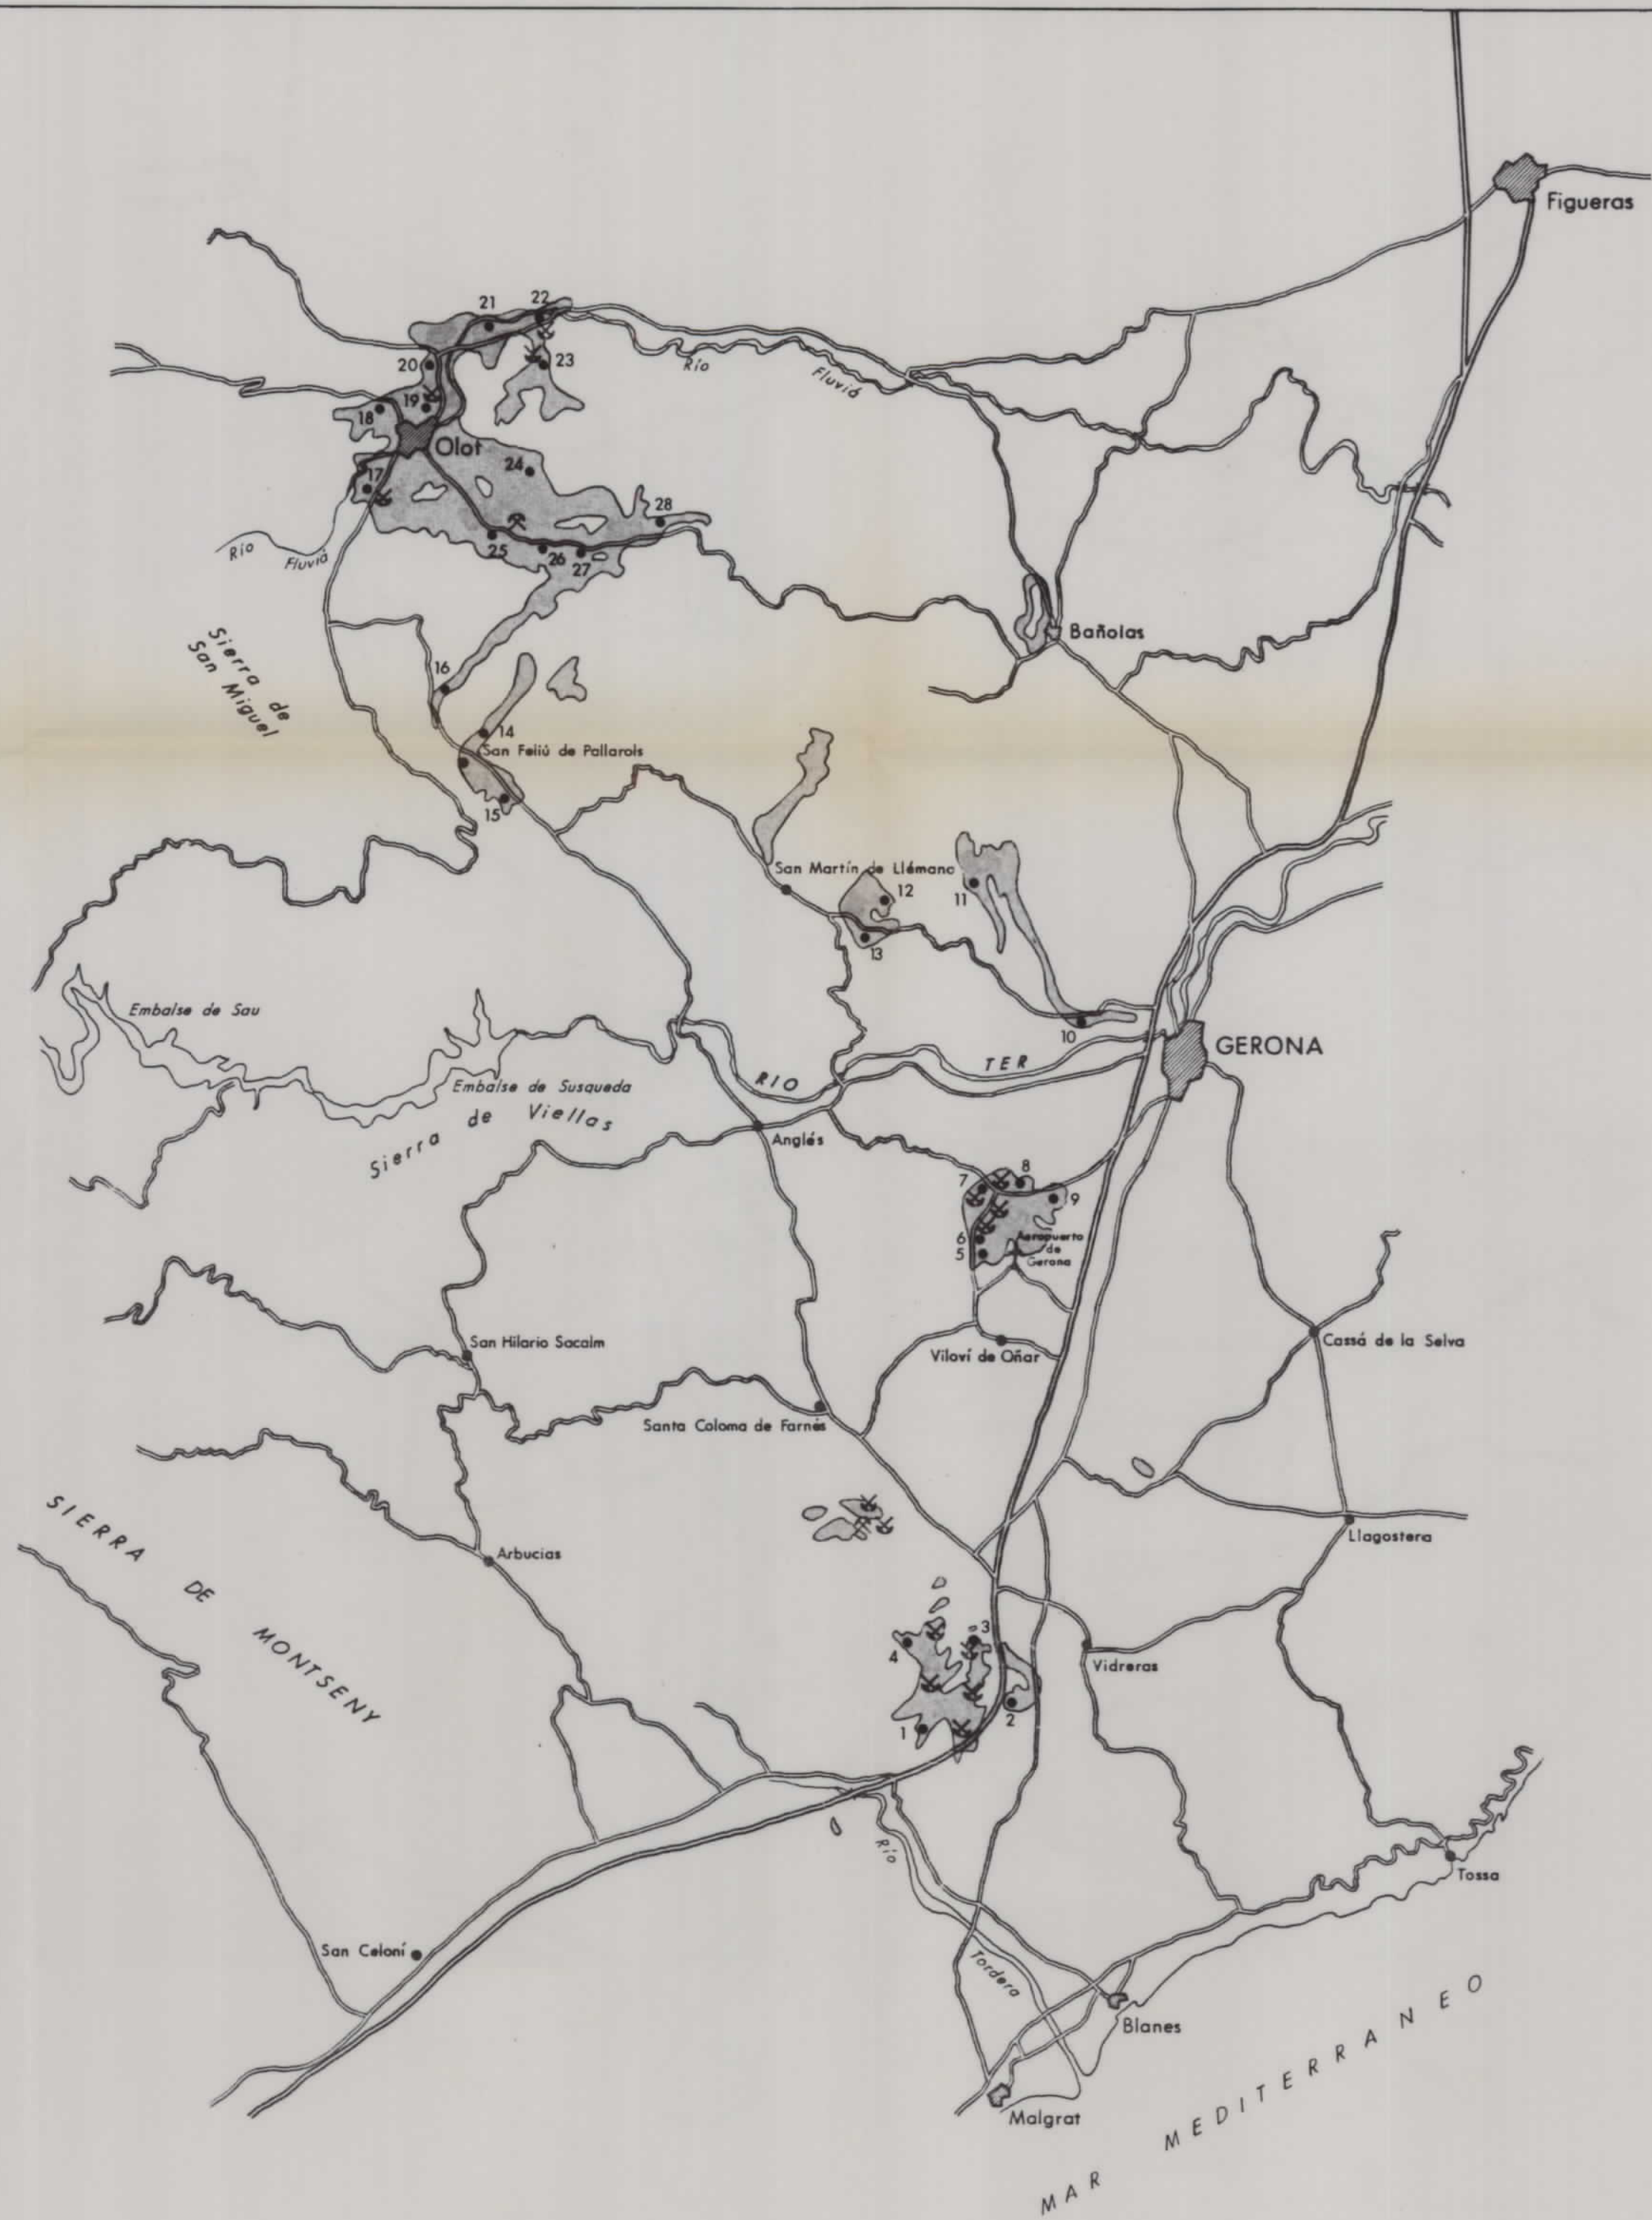 Figueras
21
22
20
23
Río
Fluviá
18
19
Olot
24
17
28
25
26
27
Río
Fluviá
Bañolas
Sierra de
San Miguel
16
14
San Feliú de Pallarols
15
San Martín de Llémana
12
11
13
Embalse de Sau
10
GERONA
RIO TER
Embalse de Susqueda
Sierra de Viellas
Anglés
7
8
9
6
5
Aeropuerto
de
Gerona
San Hilario Sacalm
Viloví de Oñar
Cassá de la Selva
Santa Coloma de Farnés
SIERRA DE MONTSENY
Arbucias
Llagostera
3
4
Vidreras
1
2
Río
Tordera
Tossa
San Celoní
Blanes
Malgrat
MAR MEDITERRANEO